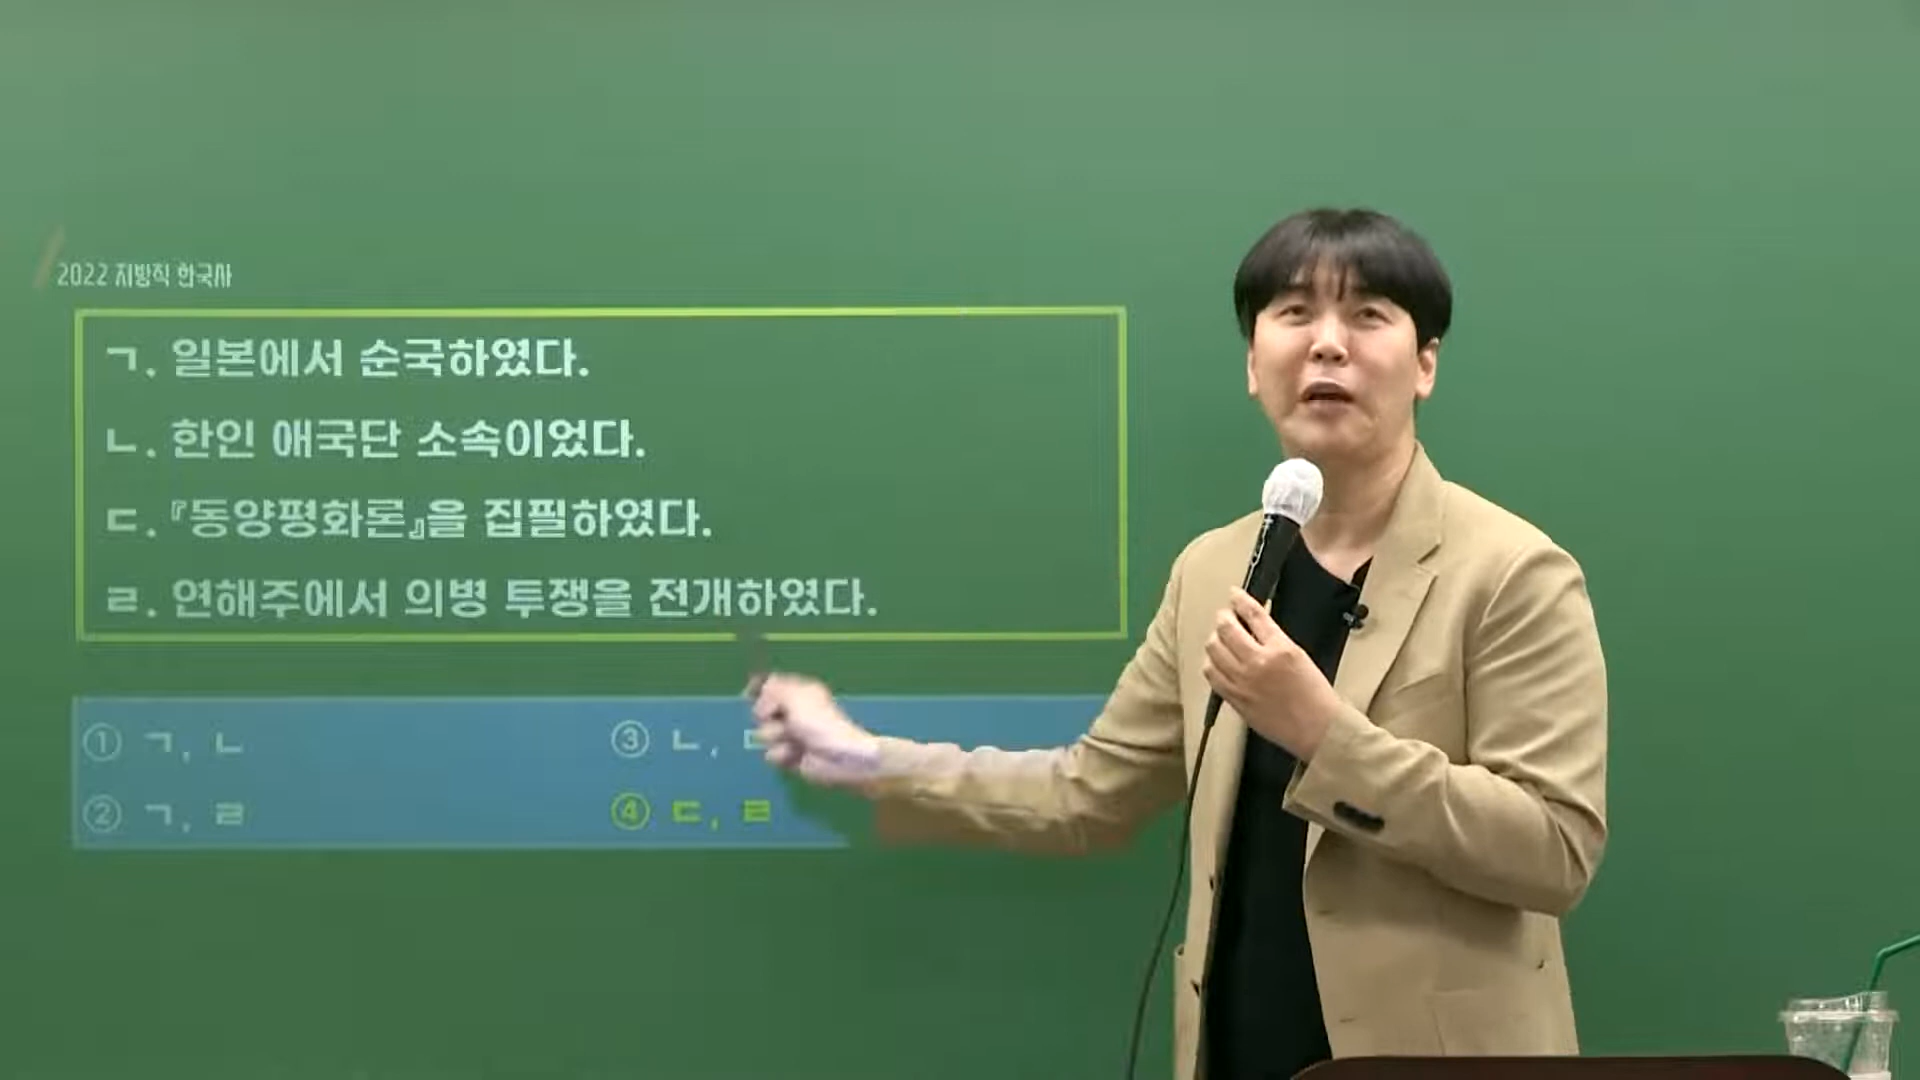 2022 지방직 한국사
ㄱ. 일본에서 순국하였다.
ㄴ. 한인 애국단 소속이었다.
ㄷ. 『동양평화론』을 집필하였다.
ㄹ. 연해주에서 의병 투쟁을 전개하였다.
① ㄱ, ㄴ
② ㄱ, ㄹ
③ ㄴ, ㄷ
④ ㄷ, ㄹ